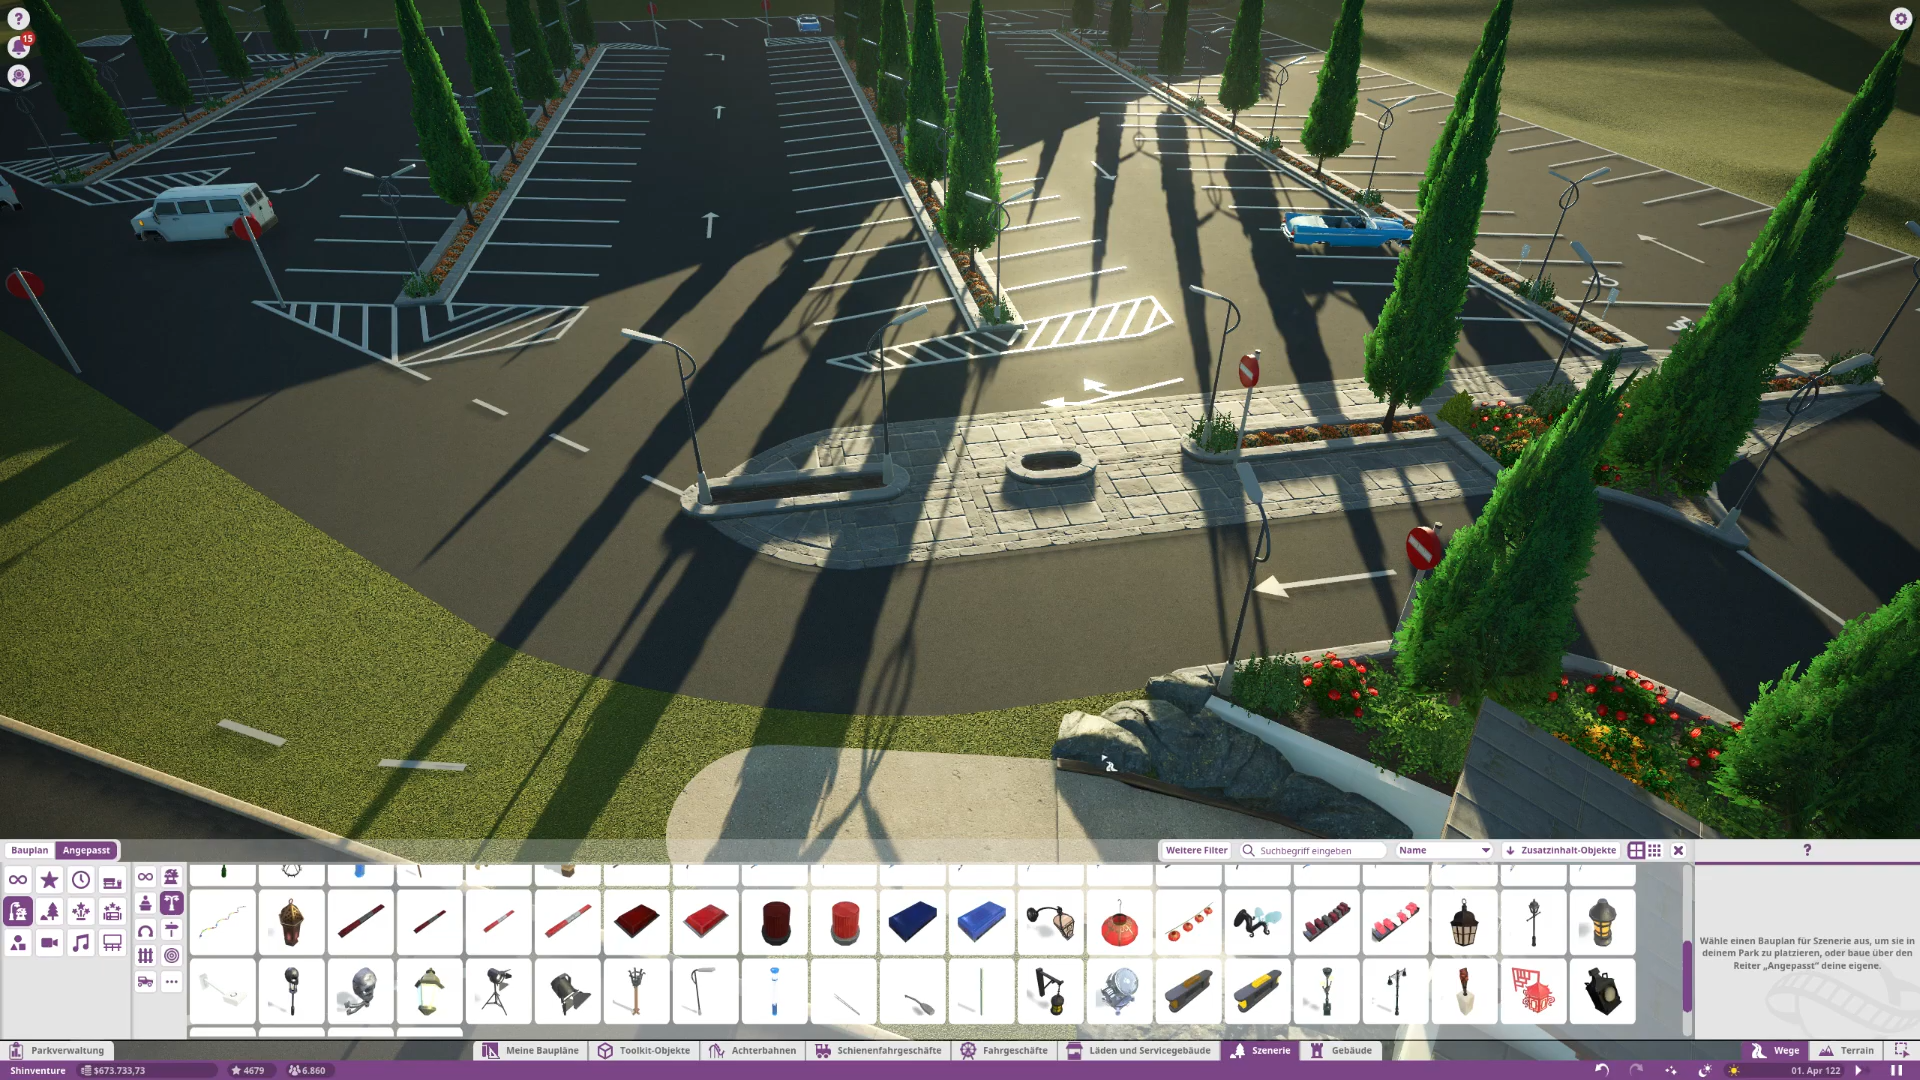 ?
15
Bauplan
Angepasst
Weitere Filter
Suchbegriff eingeben
Name
Zusatzinhalt-Objekte
?
Wähle einen Bauplan für Szenerie aus, um sie in
deinem Park zu platzieren, oder baue über den
Reiter „Angepasst" deine eigene.
Parkverwaltung
Meine Baupläne
Toolkit-Objekte
Achterbahnen
Schienenfahrgeschäfte
Fahrgeschäfte
Läden und Servicegebäude
Szenerie
Gebäude
Wege
Terrain
Shinventure
$673.733,73
4679
6.860
01. Apr 122